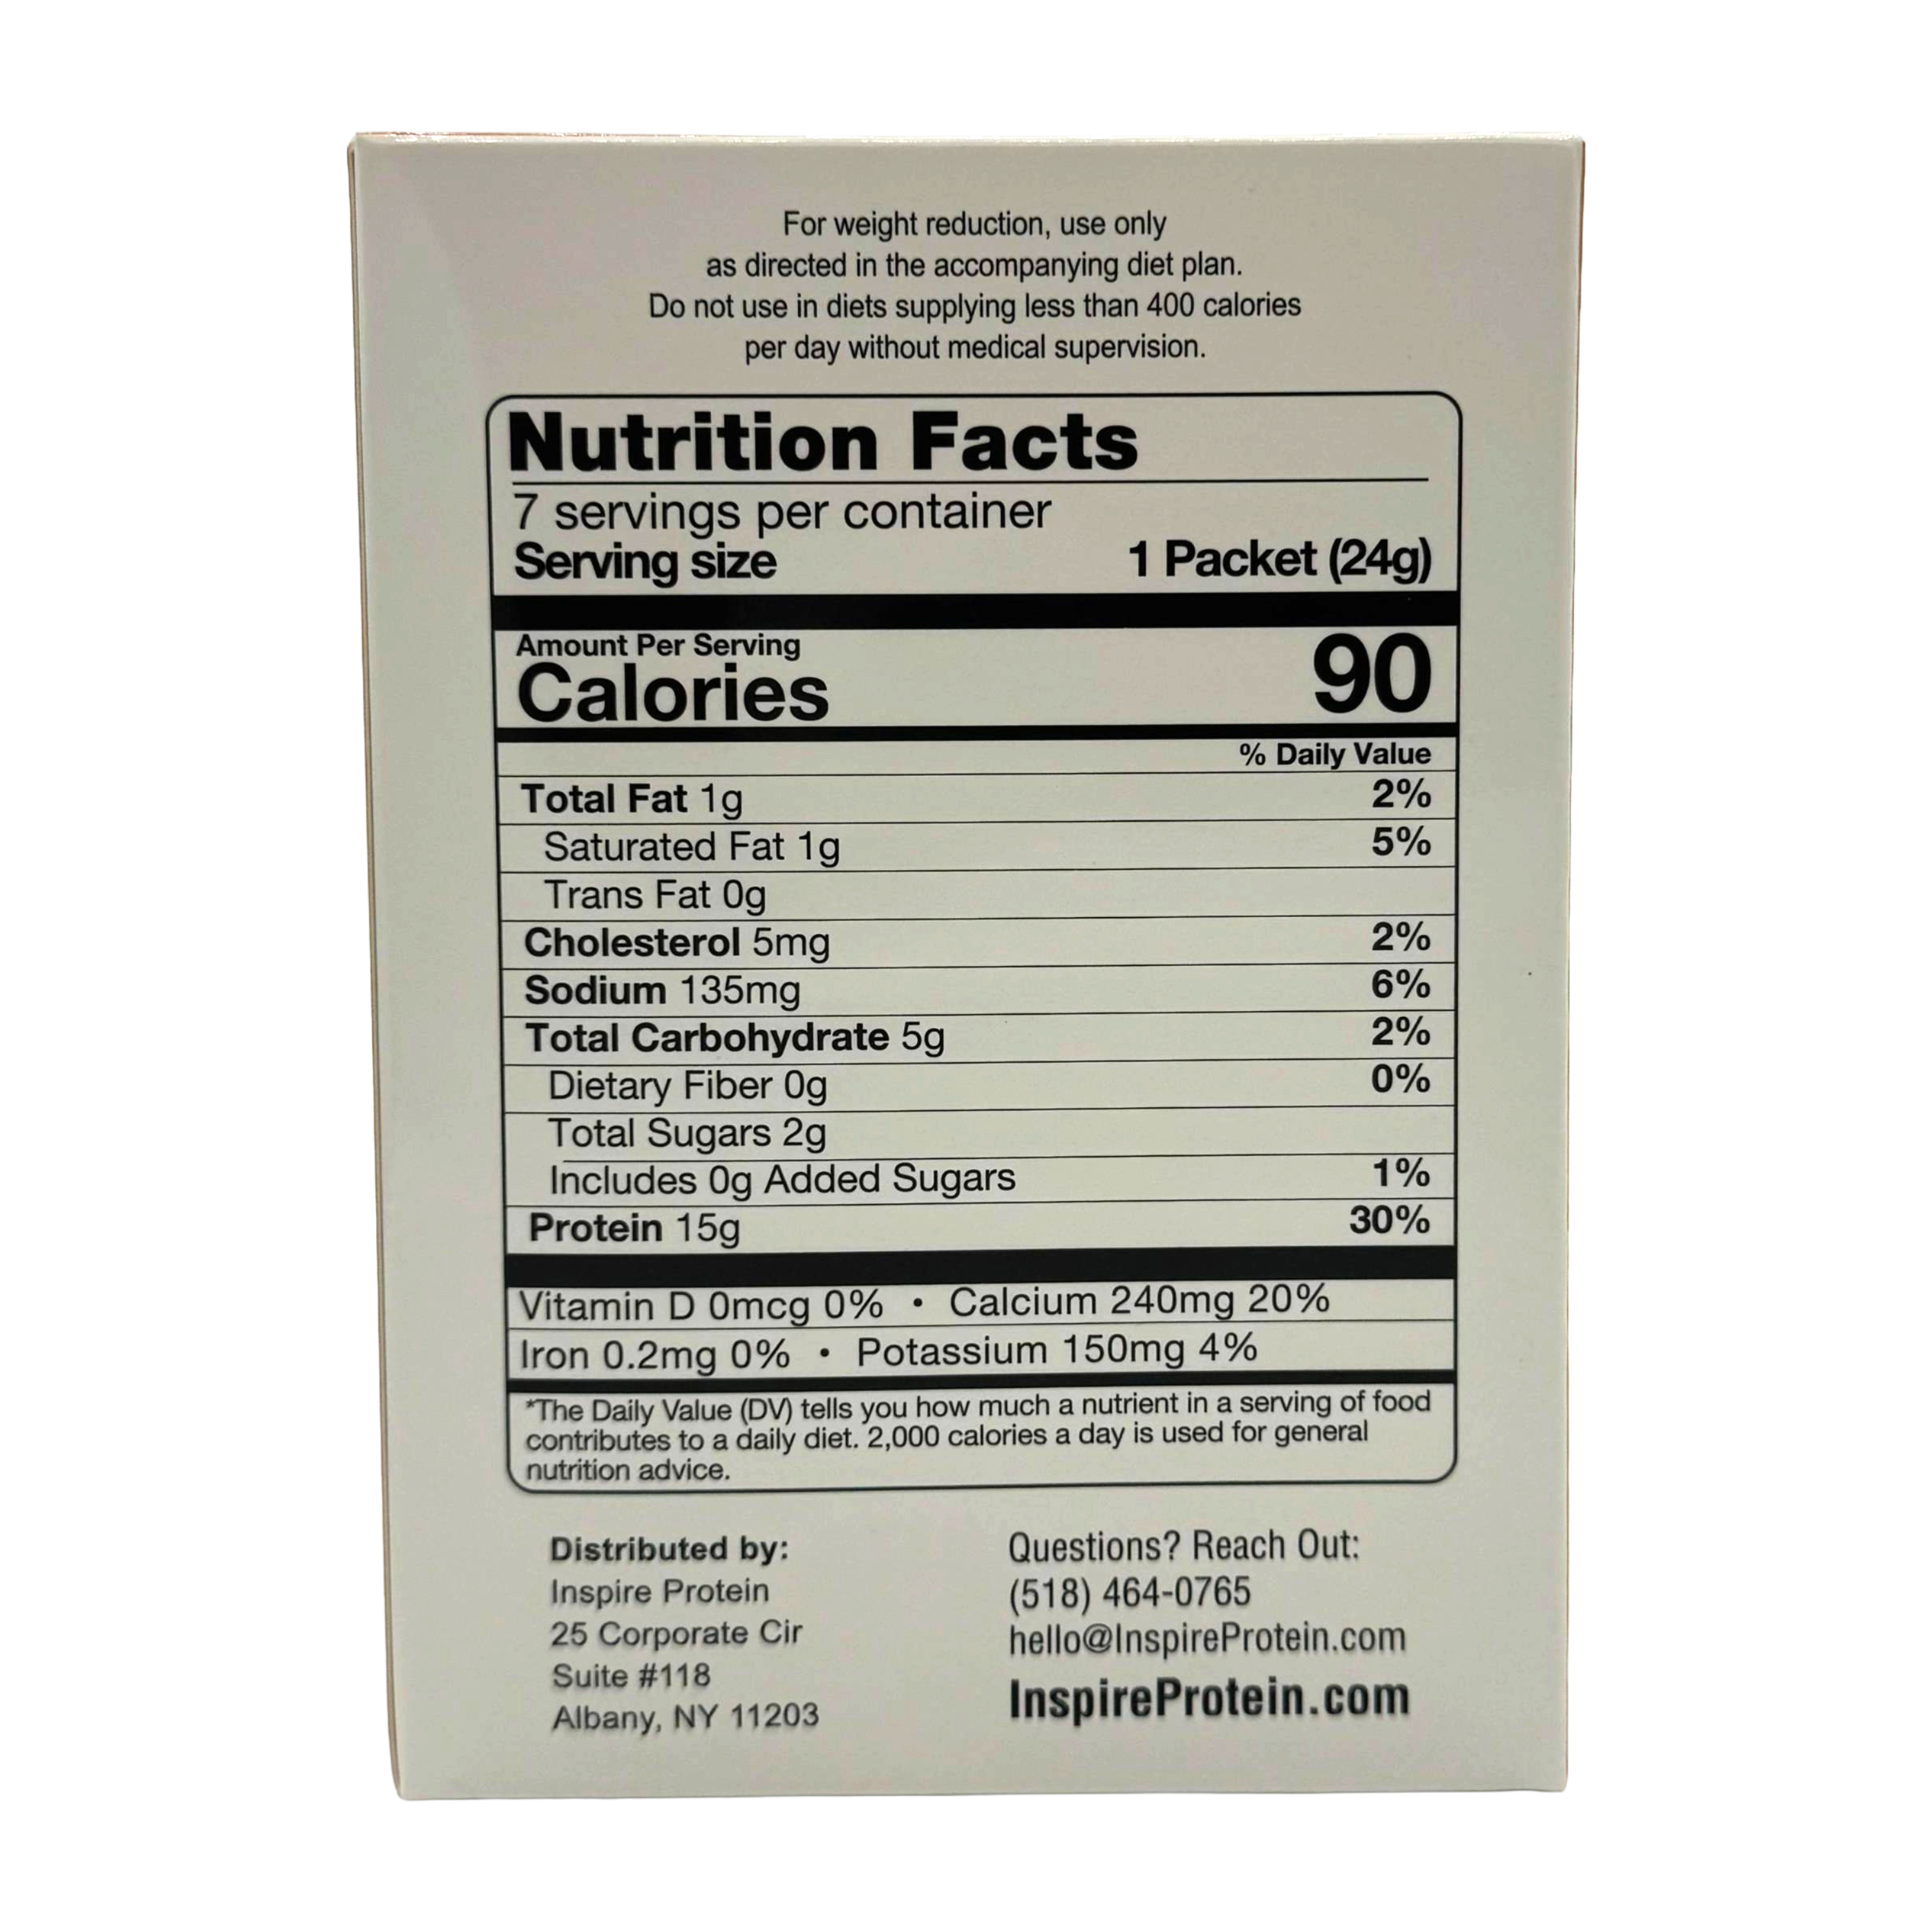 For weight reduction, use only
as directed in the accompanying diet plan.
Do not use in diets supplying less than 400 calories
per day without medical supervision.
Nutrition Facts
7 servings per container
Serving size 1 Packet (24g)
Amount Per Serving
Calories 90
% Daily Value
Total Fat 1g 2%
Saturated Fat 1g 5%
Trans Fat 0g
Cholesterol 5mg 2%
Sodium 135mg 6%
Total Carbohydrate 5g 2%
Dietary Fiber 0g 0%
Total Sugars 2g
Includes 0g Added Sugars 1%
Protein 15g 30%
Vitamin D 0mcg 0% • Calcium 240mg 20%
Iron 0.2mg 0% • Potassium 150mg 4%
*The Daily Value (DV) tells you how much a nutrient in a serving of food
contributes to a daily diet. 2,000 calories a day is used for general
nutrition advice.
Distributed by:
Inspire Protein
25 Corporate Cir
Suite #118
Albany, NY 11203
Questions? Reach Out:
(518) 464-0765
hello@InspireProtein.com
InspireProtein.com